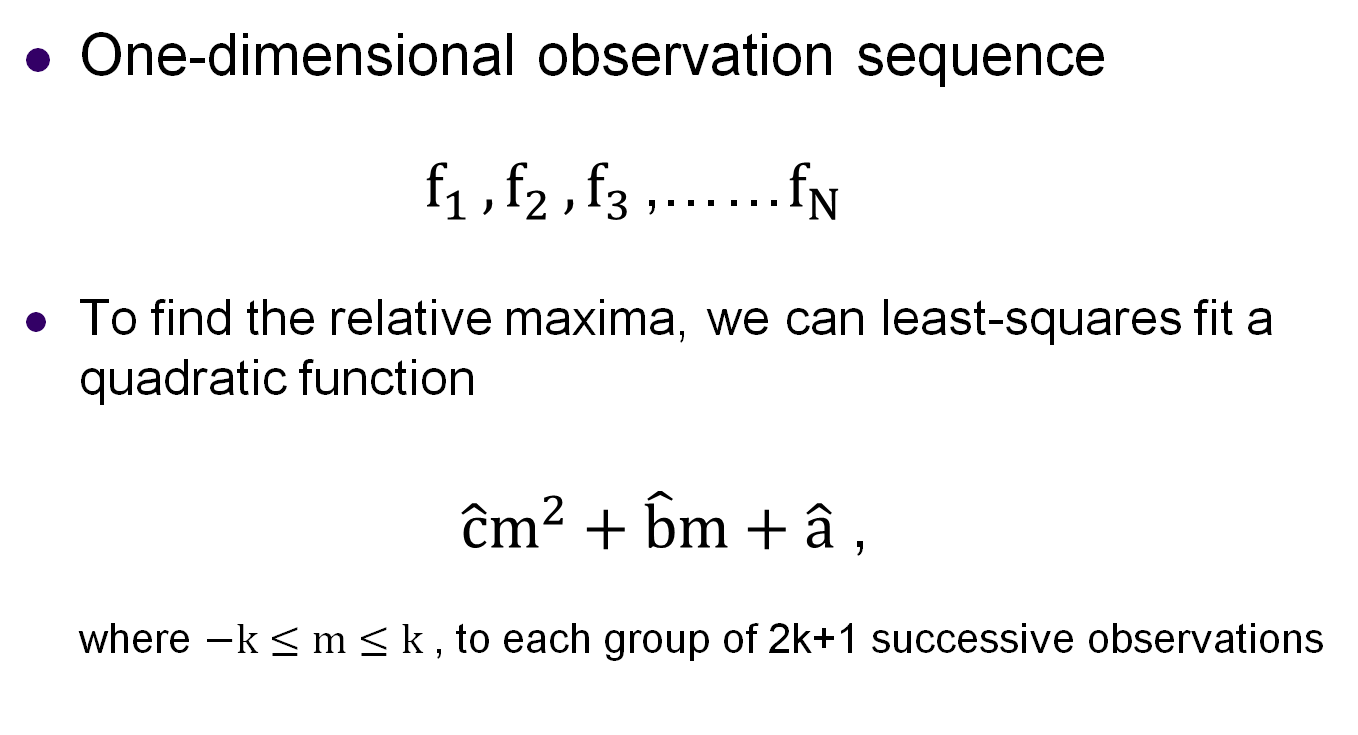 • One-dimensional observation sequence
f₁ ,f₂ ,f₃ ,……f_N
• To find the relative maxima, we can least-squares fit a
quadratic function
ĉm² + b̂m + â ,
where −k ≤ m ≤ k , to each group of 2k+1 successive observations